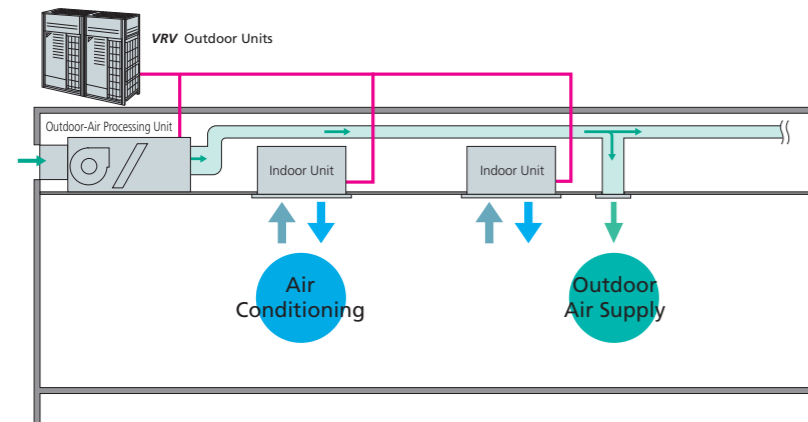 VRV Outdoor Units
Outdoor-Air Processing Unit
Indoor Unit
Indoor Unit
Air
Conditioning
Outdoor
Air Supply